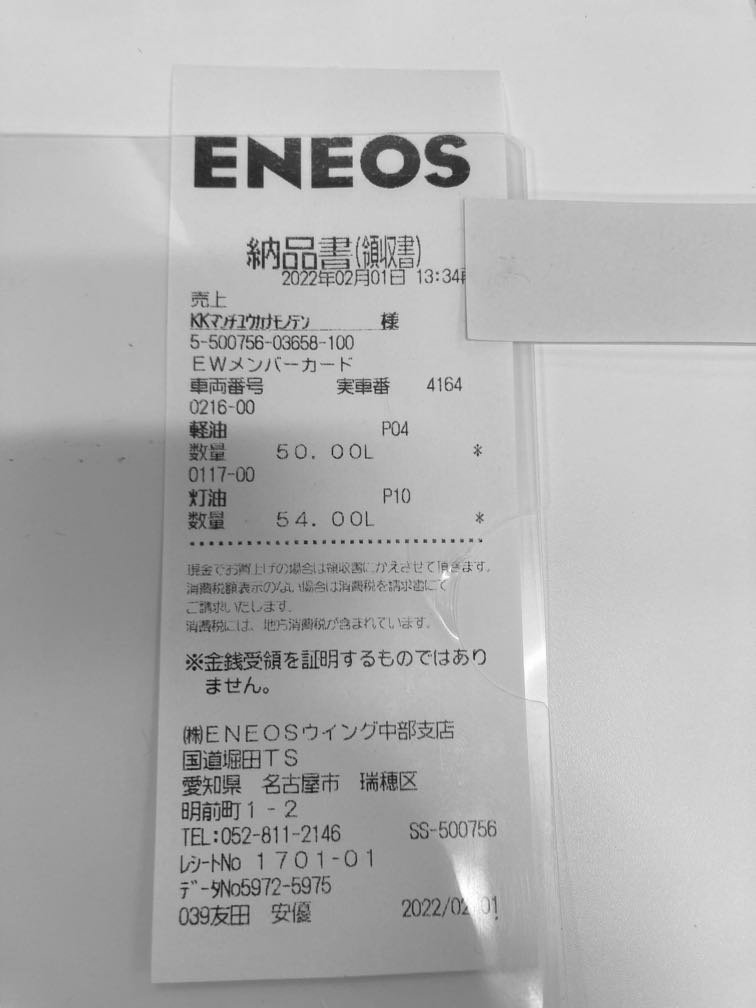 ENEOS
納品書(領収書)
2022年02月01日 13:34
売上
KKマンチユウカナモノテン 様
5-500756-03658-100
EWメンバーカード
車両番号 実車番 4164
0216-00
軽油 P04
数量 50.00L *
0117-00
灯油 P10
数量 54.00L *
現金でお買上げの場合は領収書にかえさせて頂きます。
消費税額表示のない場合は消費税を請求書にて
ご請求いたします。
消費税には、地方消費税が含まれています。
※金銭受領を証明するものではあり
ません。
㈱ENEOSウイング中部支店
国道堀田TS
愛知県 名古屋市 瑞穂区
明前町1-2
TEL:052-811-2146 SS-500756
レシートNo 1701-01
データNo5972-5975
039友田 安優 2022/02/01